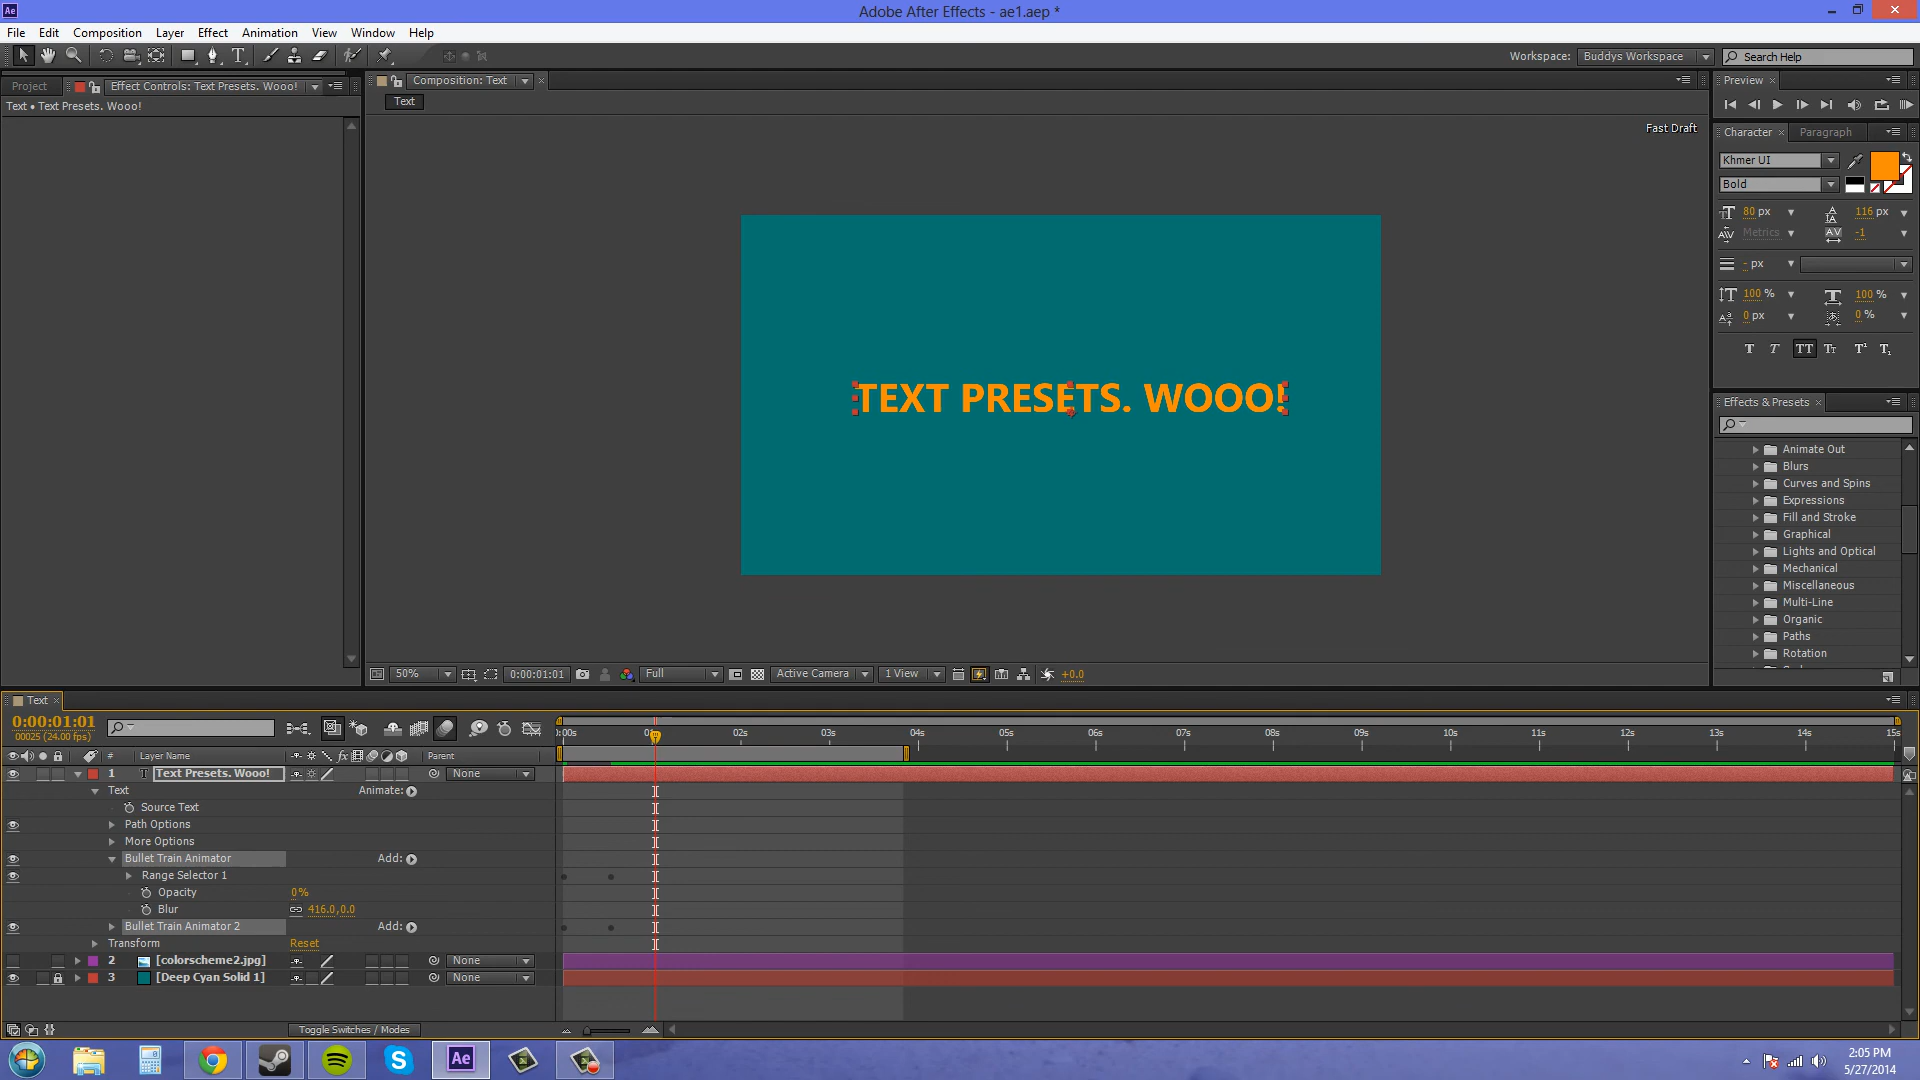 Ae
Adobe After Effects - ae1.aep *
File Edit Composition Layer Effect Animation View Window Help
Workspace: Buddys Workspace Search Help
Project Effect Controls: Text Presets. Wooo!
Text • Text Presets. Wooo!
Composition: Text
Text
Fast Draft
TEXT PRESETS. WOOO!
50% 0:00:01:01 Full Active Camera 1 View +0.0
Preview
Character Paragraph
Khmer UI
Bold
80 px 116 px
Metrics -1
- px
100 % 100 %
0 px 0 %
T T TT Tt T¹ T₁
Effects & Presets
Animate Out
Blurs
Curves and Spins
Expressions
Fill and Stroke
Graphical
Lights and Optical
Mechanical
Miscellaneous
Multi-Line
Organic
Paths
Rotation
Text
0:00:01:01
00025 (24.00 fps)
# Layer Name Parent
02s 03s 04s 05s 06s 07s 08s 09s 10s 11s 12s 13s 14s 15s
1 T Text Presets. Wooo! None
Text Animate:
Source Text
Path Options
More Options
Bullet Train Animator Add:
Range Selector 1
Opacity 0%
Blur 416.0,0.0
Bullet Train Animator 2 Add:
Transform Reset
2 [colorscheme2.jpg] None
3 [Deep Cyan Solid 1] None
Toggle Switches / Modes
Ae
2:05 PM
5/27/2014